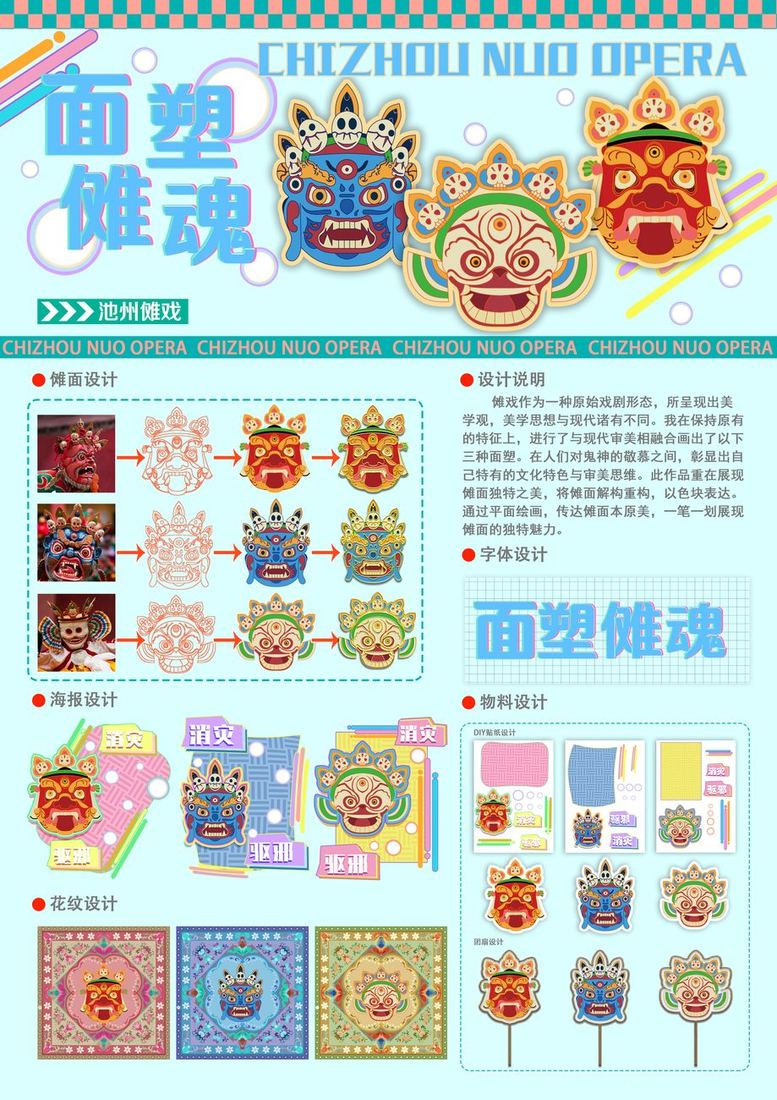 CHIZHOU NUO OPERA
面塑
傩魂
池州傩戏
CHIZHOU NUO OPERA CHIZHOU NUO OPERA CHIZHOU NUO OPERA CHIZHOU NUO OPERA
傩面设计
设计说明
傩戏作为一种原始戏剧形态，所呈现出美
学观，美学思想与现代诸有不同。我在保持原有
的特征上，进行了与现代审美相融合画出了以下
三种面塑。在人们对鬼神的敬慕之间，彰显出自
己特有的文化特色与审美思维。此作品重在展现
傩面独特之美，将傩面解构重构，以色块表达。
通过平面绘画，传达傩面本原美，一笔一划展现
傩面的独特魅力。
字体设计
面塑傩魂
海报设计
消灾
驱邪
消灾
驱邪
消灾
驱邪
物料设计
DIY贴纸设计
消灾
驱邪
驱邪
消灾
消灾
驱邪
花纹设计
团扇设计